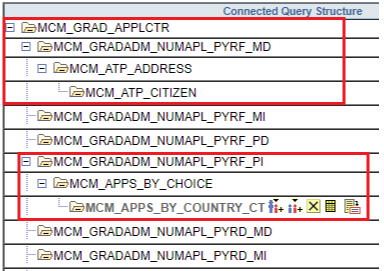 Connected Query Structure
MCM_GRAD_APPLCTR
MCM_GRADADM_NUMAPL_PYRF_MD
MCM_ATP_ADDRESS
MCM_ATP_CITIZEN
MCM_GRADADM_NUMAPL_PYRF_MI
MCM_GRADADM_NUMAPL_PYRF_PD
MCM_GRADADM_NUMAPL_PYRF_PI
MCM_APPS_BY_CHOICE
MCM_APPS_BY_COUNTRY_CT
MCM_GRADADM_NUMAPL_PYRD_MD
MCM_GRADADM_NUMAPL_PYRD_MI